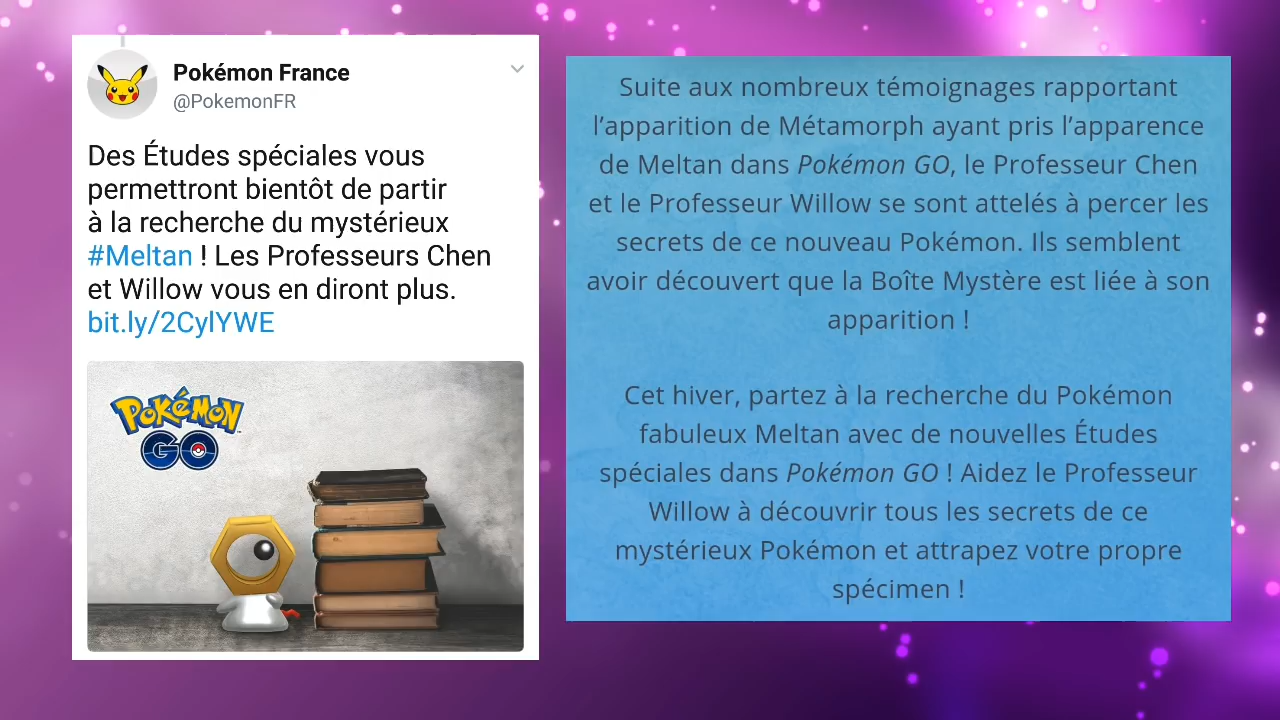 Pokémon France
@PokemonFR
Des Études spéciales vous
permettront bientôt de partir
à la recherche du mystérieux
#Meltan ! Les Professeurs Chen
et Willow vous en diront plus.
bit.ly/2CylYWE
POKÉMON
GO
Suite aux nombreux témoignages rapportant
l’apparition de Métamorph ayant pris l’apparence
de Meltan dans Pokémon GO, le Professeur Chen
et le Professeur Willow se sont attelés à percer les
secrets de ce nouveau Pokémon. Ils semblent
avoir découvert que la Boîte Mystère est liée à son
apparition !
Cet hiver, partez à la recherche du Pokémon
fabuleux Meltan avec de nouvelles Études
spéciales dans Pokémon GO ! Aidez le Professeur
Willow à découvrir tous les secrets de ce
mystérieux Pokémon et attrapez votre propre
spécimen !